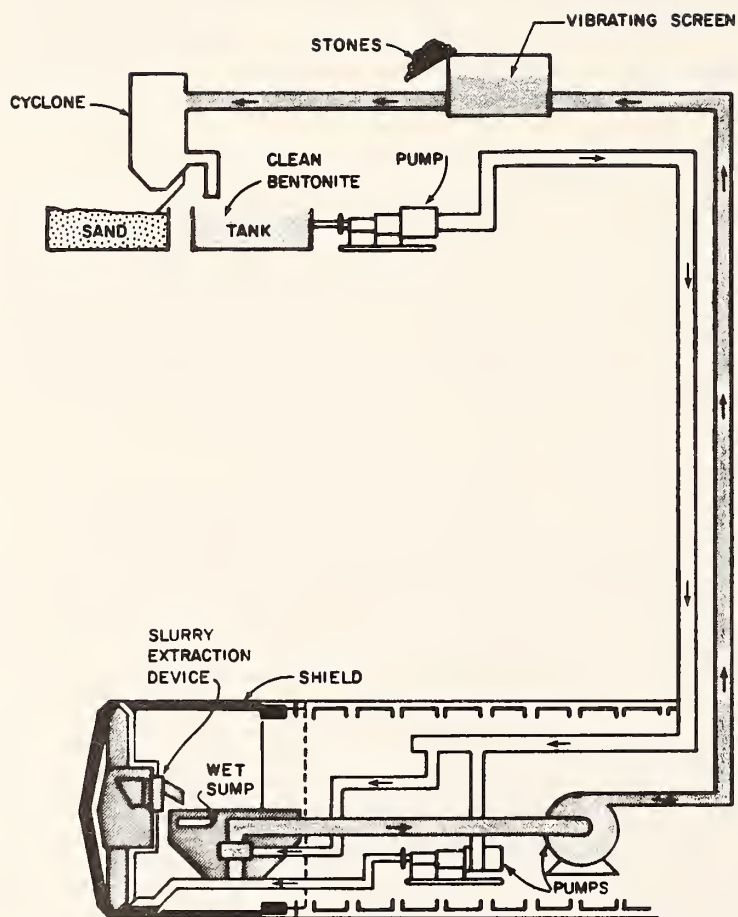 VIBRATING SCREEN
STONES
CYCLONE
CLEAN
BENTONITE
PUMP
SAND
TANK
SLURRY
EXTRACTION
DEVICE
SHIELD
WET
SUMP
PUMPS